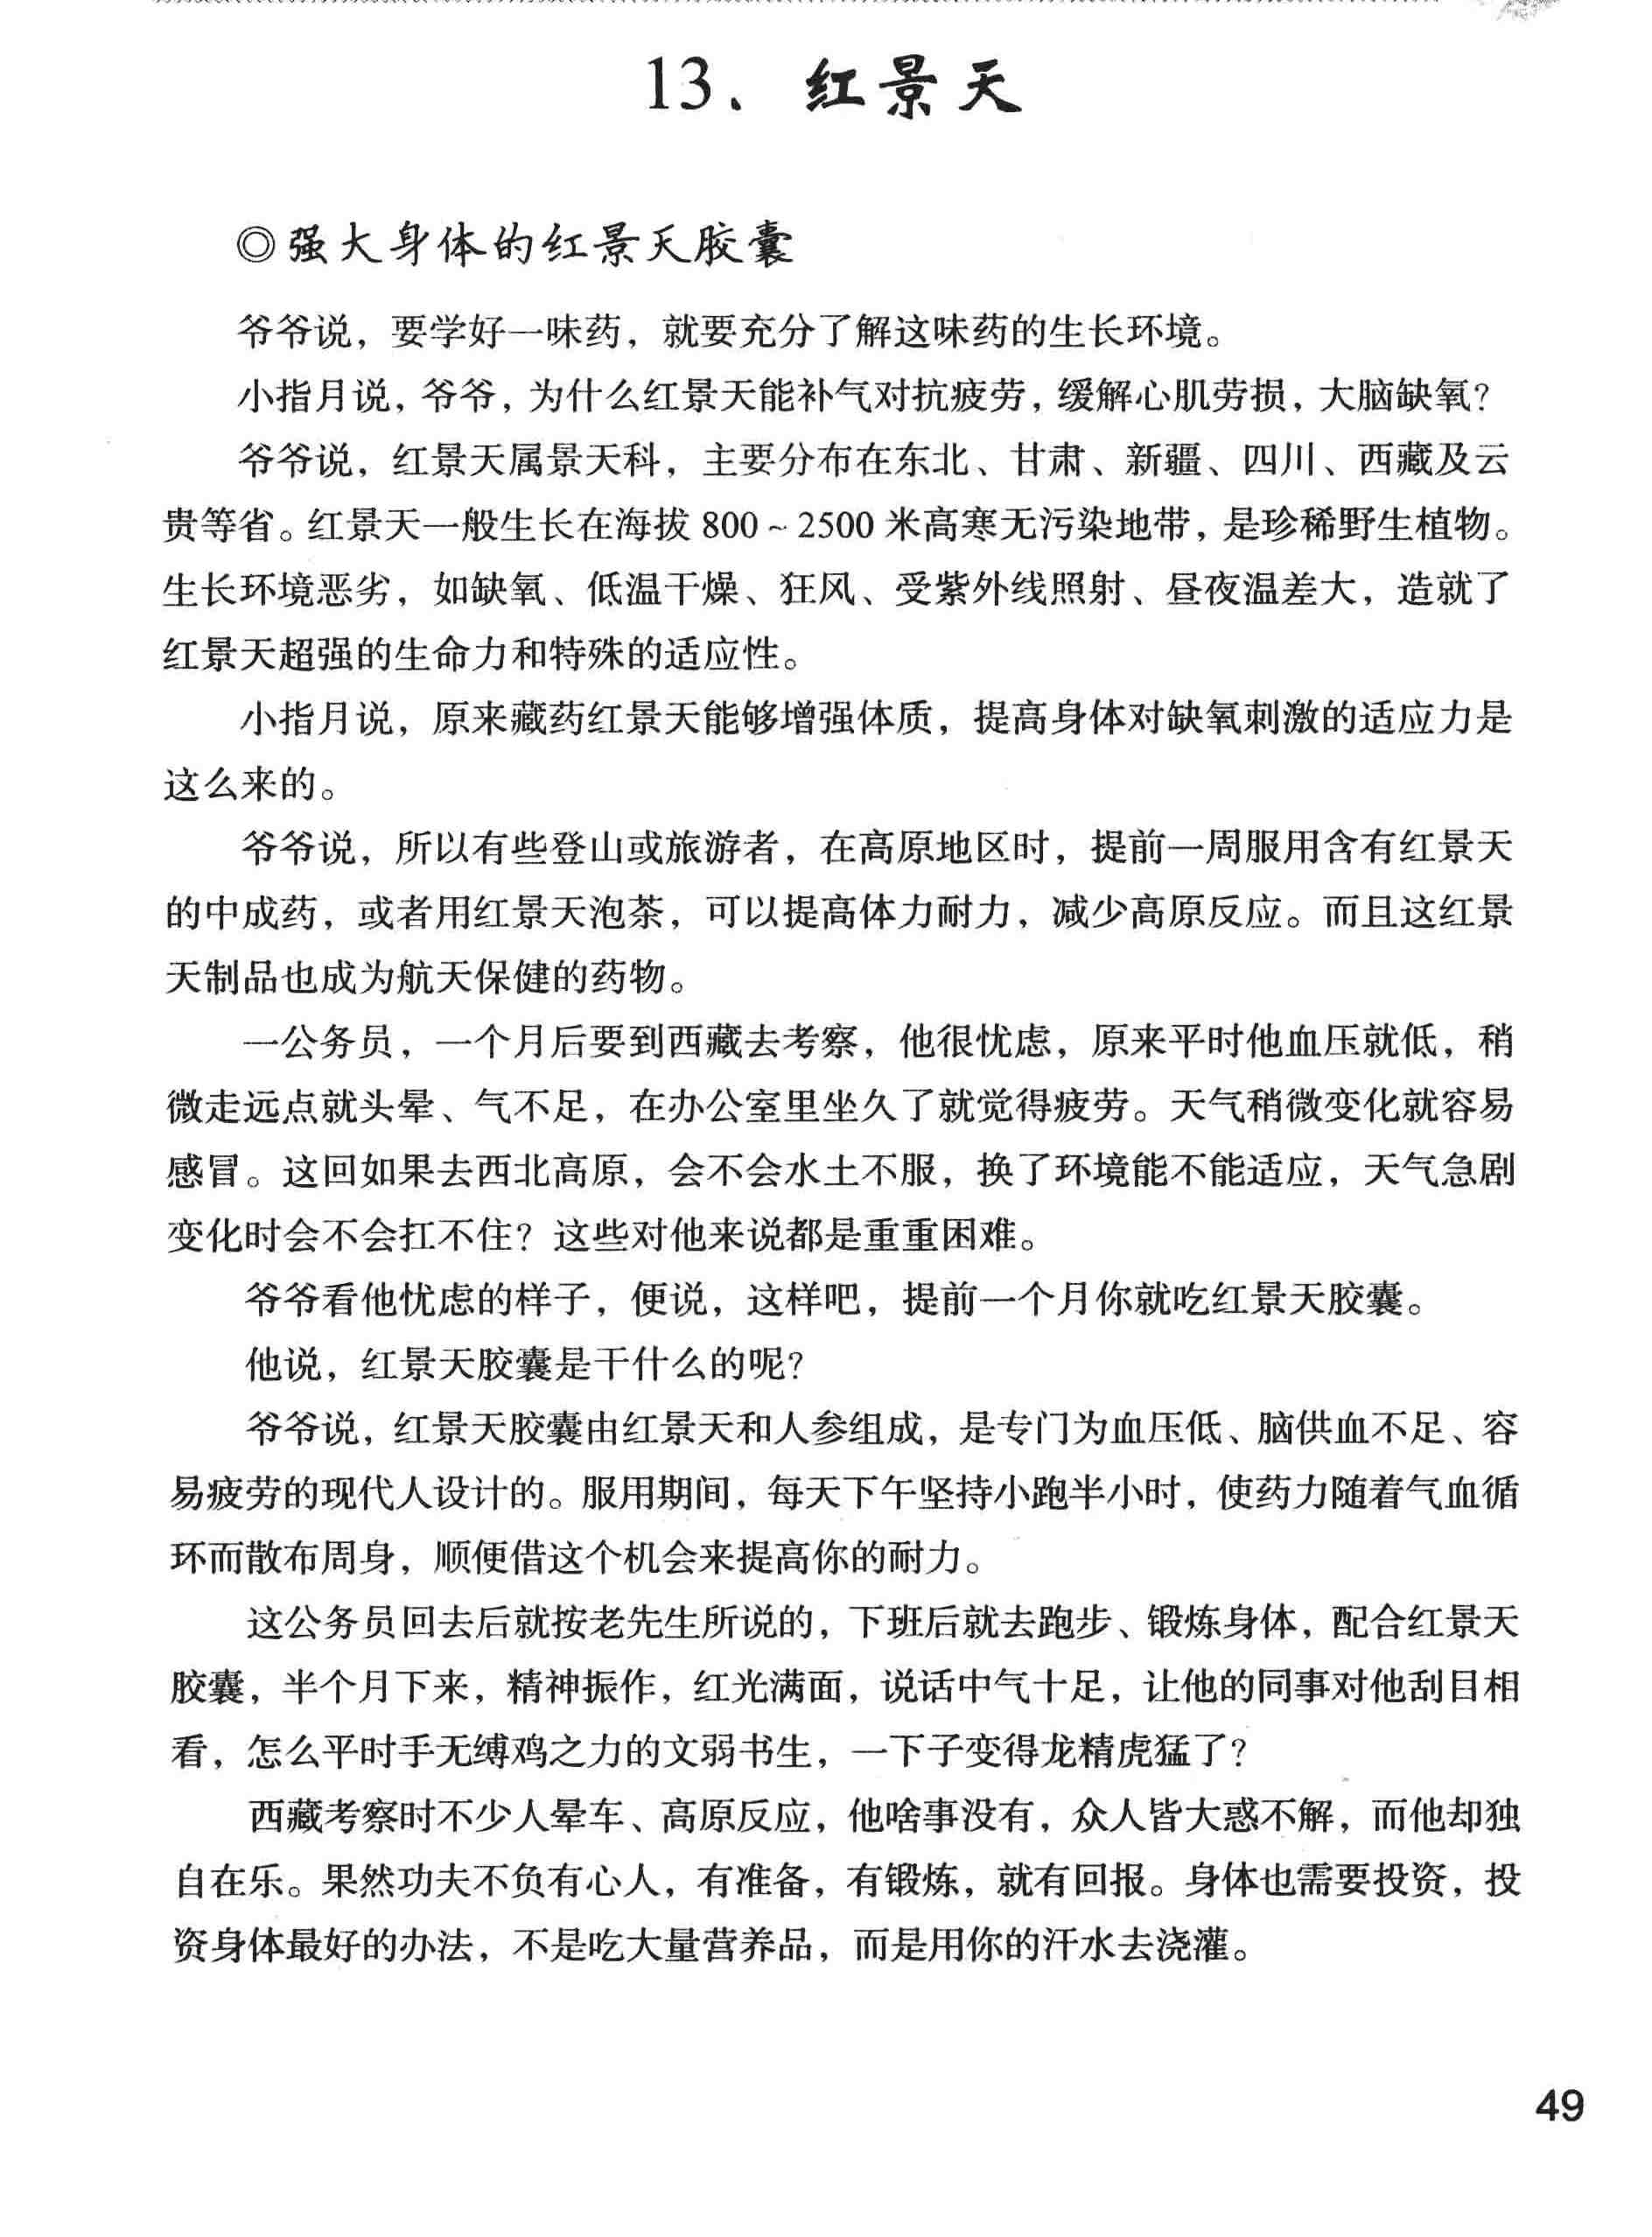 13、红景天
◎强大身体的红景天胶囊
爷爷说，要学好一味药，就要充分了解这味药的生长环境。
小指月说，爷爷，为什么红景天能补气对抗疲劳，缓解心肌劳损，大脑缺氧？
爷爷说，红景天属景天科，主要分布在东北、甘肃、新疆、四川、西藏及云
贵等省。红景天一般生长在海拔 800 ~ 2500 米高寒无污染地带，是珍稀野生植物。
生长环境恶劣，如缺氧、低温干燥、狂风、受紫外线照射、昼夜温差大，造就了
红景天超强的生命力和特殊的适应性。
小指月说，原来藏药红景天能够增强体质，提高身体对缺氧刺激的适应力是
这么来的。
爷爷说，所以有些登山或旅游者，在高原地区时，提前一周服用含有红景天
的中成药，或者用红景天泡茶，可以提高体力耐力，减少高原反应。而且这红景
天制品也成为航天保健的药物。
一公务员，一个月后要到西藏去考察，他很忧虑，原来平时他血压就低，稍
微走远点就头晕、气不足，在办公室里坐久了就觉得疲劳。天气稍微变化就容易
感冒。这回如果去西北高原，会不会水土不服，换了环境能不能适应，天气急剧
变化时会不会扛不住？这些对他来说都是重重困难。
爷爷看他忧虑的样子，便说，这样吧，提前一个月你就吃红景天胶囊。
他说，红景天胶囊是干什么的呢？
爷爷说，红景天胶囊由红景天和人参组成，是专门为血压低、脑供血不足、容
易疲劳的现代人设计的。服用期间，每天下午坚持小跑半小时，使药力随着气血循
环而散布周身，顺便借这个机会来提高你的耐力。
这公务员回去后就按老先生所说的，下班后就去跑步、锻炼身体，配合红景天
胶囊，半个月下来，精神振作，红光满面，说话中气十足，让他的同事对他刮目相
看，怎么平时手无缚鸡之力的文弱书生，一下子变得龙精虎猛了？
西藏考察时不少人晕车、高原反应，他啥事没有，众人皆大惑不解，而他却独
自在乐。果然功夫不负有心人，有准备，有锻炼，就有回报。身体也需要投资，投
资身体最好的办法，不是吃大量营养品，而是用你的汗水去浇灌。
49